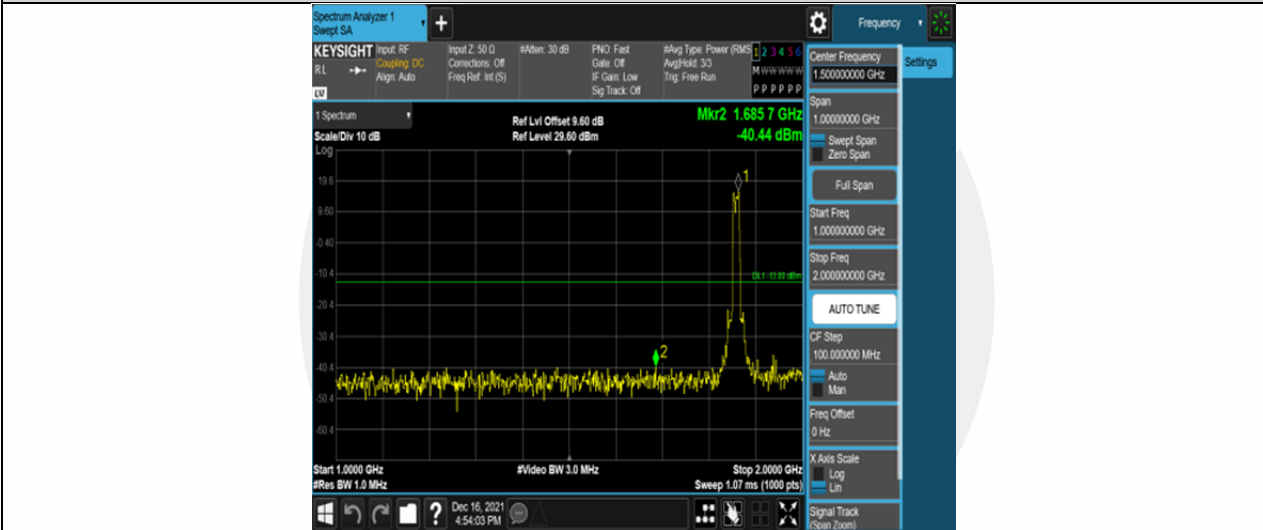 Spectrum Analyzer 1
Swept SA
+
Frequency
KEYSIGHT
RL
LV
Input: RF
Coupling: DC
Align: Auto
Input Z: 50 Ω
Corrections: Off
Freq Ref: Int (S)
#Atten: 30 dB
PNO: Fast
Gate: Off
IF Gain: Low
Sig Track: Off
#Avg Type: Power (RMS
Avg|Hold: 3/3
Trig: Free Run
1 2 3 4 5 6
M W W W W W
P P P P P P
1 Spectrum
Scale/Div 10 dB
Ref Lvl Offset 9.60 dB
Ref Level 29.60 dBm
Mkr2 1.685 7 GHz
-40.44 dBm
Log
19.6
9.60
-0.40
-10.4
-20.4
-30.4
-40.4
-50.4
-60.4
1
DL1 -13.00 dBm
2
Start 1.0000 GHz
#Res BW 1.0 MHz
#Video BW 3.0 MHz
Stop 2.0000 GHz
Sweep 1.07 ms (1000 pts)
?
Dec 16, 2021
4:54:03 PM
Center Frequency
1.500000000 GHz
Span
1.00000000 GHz
Swept Span
Zero Span
Full Span
Start Freq
1.000000000 GHz
Stop Freq
2.000000000 GHz
AUTO TUNE
CF Step
100.000000 MHz
Auto
Man
Freq Offset
0 Hz
X Axis Scale
Log
Lin
Signal Track
(Span Zoom)
Settings